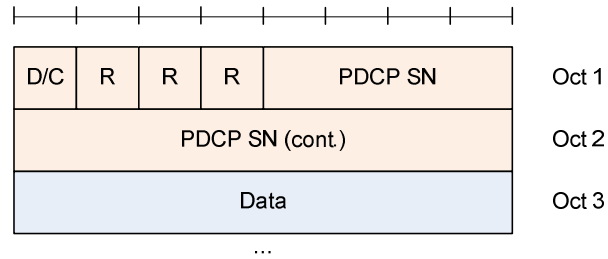 D/C R R R PDCP SN Oct 1
PDCP SN (cont.) Oct 2
Data Oct 3
...